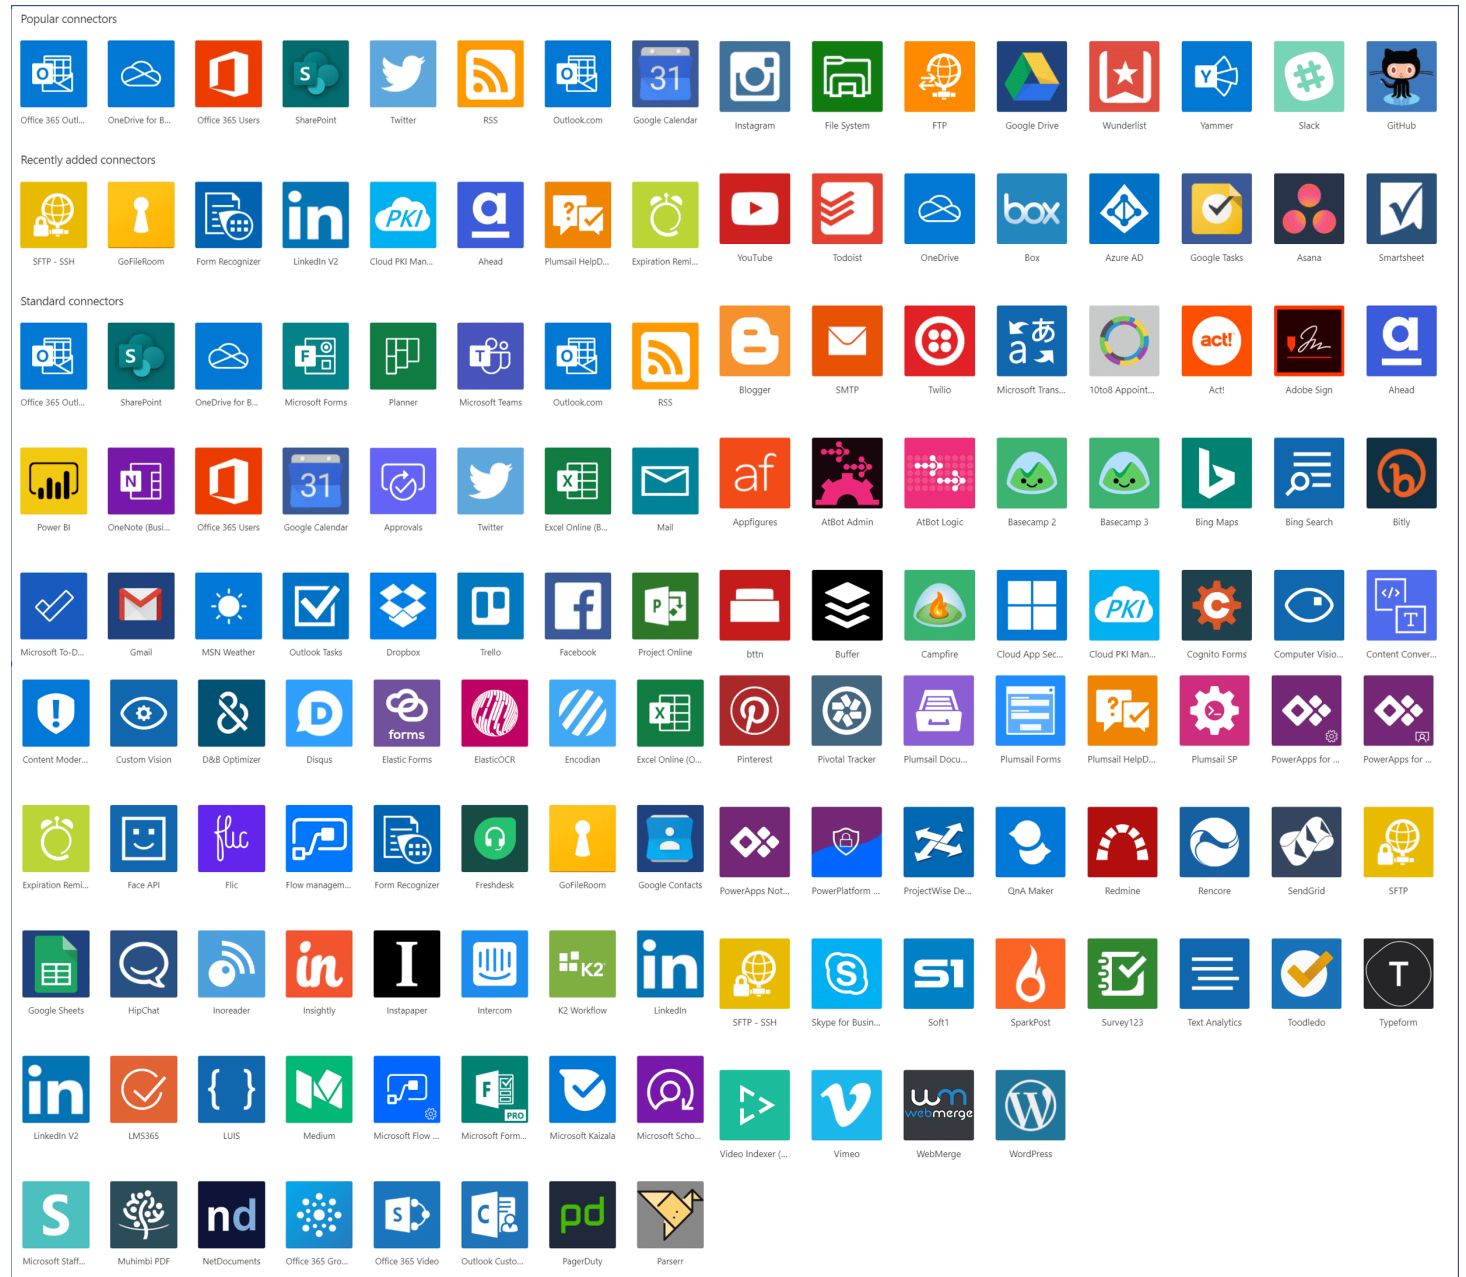 Popular connectors
Office 365 Outl...
OneDrive for B...
Office 365 Users
SharePoint
Twitter
RSS
Outlook.com
Google Calendar
Recently added connectors
SFTP - SSH
GoFileRoom
Form Recognizer
LinkedIn V2
Cloud PKI Man...
Ahead
Plumsail HelpD...
Expiration Remi...
Standard connectors
Office 365 Outl...
SharePoint
OneDrive for B...
Microsoft Forms
Planner
Microsoft Teams
Outlook.com
RSS
Power BI
OneNote (Busi...
Office 365 Users
Google Calendar
Approvals
Twitter
Excel Online (B...
Mail
Microsoft To-D...
Gmail
MSN Weather
Outlook Tasks
Dropbox
Trello
Facebook
Project Online
Content Moder...
Custom Vision
D&B Optimizer
Disqus
Elastic Forms
ElasticOCR
Encodian
Excel Online (O...
Expiration Remi...
Face API
Flic
Flow managem...
Form Recognizer
Freshdesk
GoFileRoom
Google Contacts
Google Sheets
HipChat
Inoreader
Insightly
Instapaper
Intercom
K2 Workflow
LinkedIn
LinkedIn V2
LMS365
LUIS
Medium
Microsoft Flow ...
Microsoft Form...
Microsoft Kaizala
Microsoft Scho...
Microsoft Staff...
Muhimbi PDF
NetDocuments
Office 365 Gro...
Office 365 Video
Outlook Custo...
PagerDuty
Parserr
Instagram
File System
FTP
Google Drive
Wunderlist
Yammer
Slack
GitHub
YouTube
Todoist
OneDrive
Box
Azure AD
Google Tasks
Asana
Smartsheet
Blogger
SMTP
Twilio
Microsoft Trans...
10to8 Appoint...
Act!
Adobe Sign
Ahead
Appfigures
AtBot Admin
AtBot Logic
Basecamp 2
Basecamp 3
Bing Maps
Bing Search
Bitly
bttn
Buffer
Campfire
Cloud App Sec...
Cloud PKI Man...
Cognito Forms
Computer Visio...
Content Conver...
Pinterest
Pivotal Tracker
Plumsail Docu...
Plumsail Forms
Plumsail HelpD...
Plumsail SP
PowerApps for ...
PowerApps for ...
PowerApps Not...
PowerPlatform ...
ProjectWise De...
QnA Maker
Redmine
Rencore
SendGrid
SFTP
SFTP - SSH
Skype for Busin...
Soft1
SparkPost
Survey123
Text Analytics
Toodledo
Typeform
Video Indexer (...
Vimeo
WebMerge
WordPress